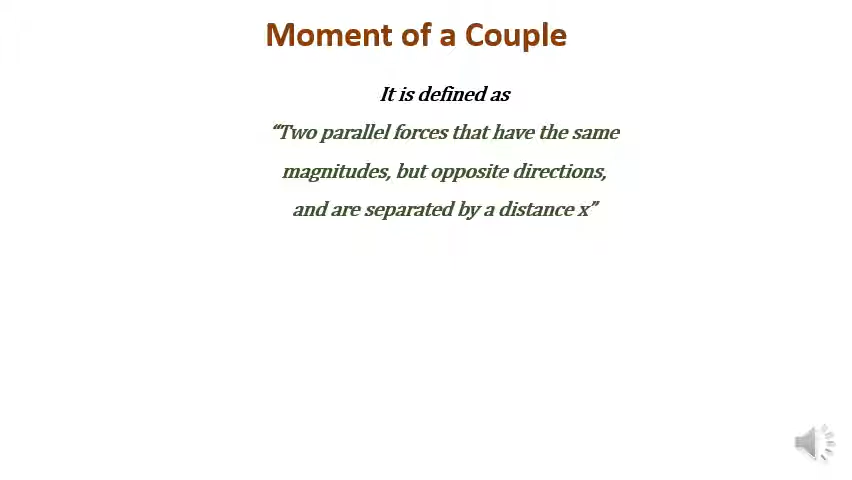 Moment of a Couple
It is defined as
“Two parallel forces that have the same
magnitudes, but opposite directions,
and are separated by a distance x”